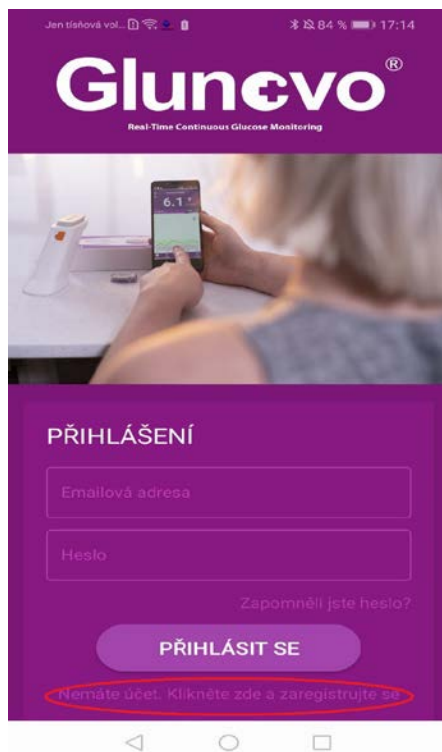 Jen tísňová vol... 84 % 17:14
Glunovo®
Real-Time Continuous Glucose Monitoring
6.1
PŘIHLÁŠENÍ
Emailová adresa
Heslo
Zapomněli jste heslo?
PŘIHLÁSIT SE
Nemáte účet. Klikněte zde a zaregistrujte se